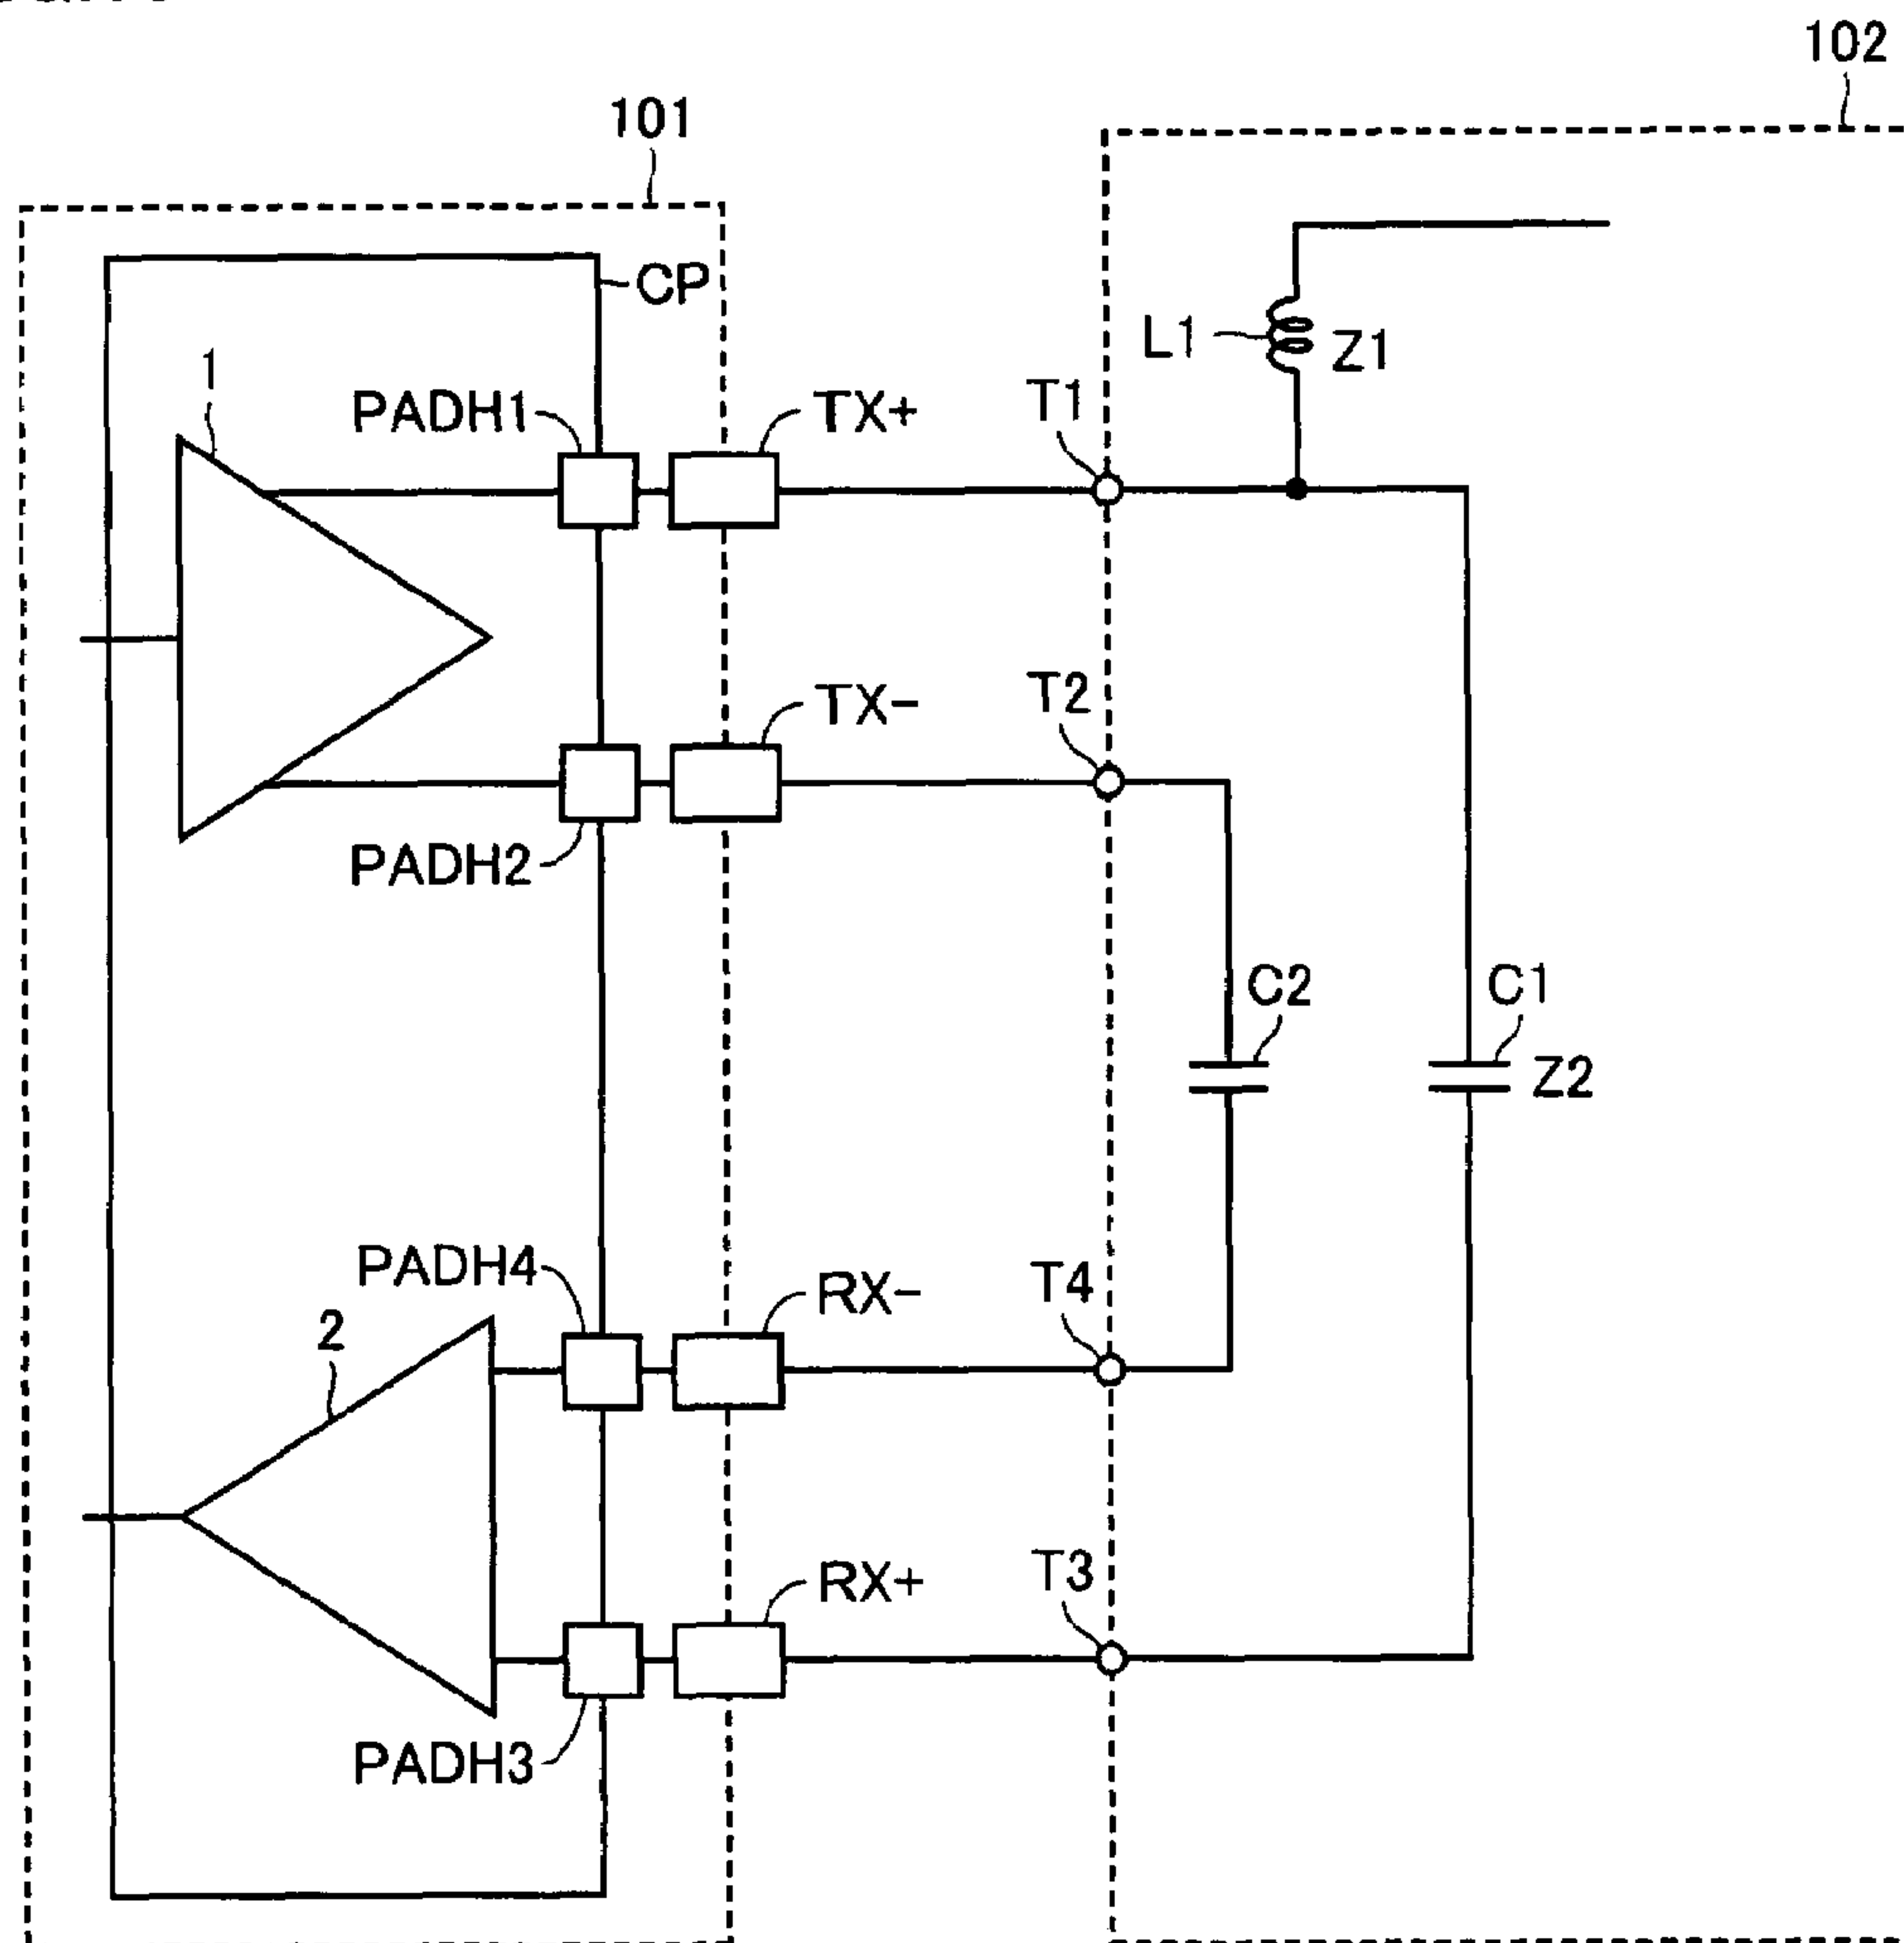 102
101
CP
L1
Z1
1
PADH1
TX+
T1
TX-
T2
PADH2
C2
C1
Z2
PADH4
RX-
T4
2
RX+
T3
PADH3